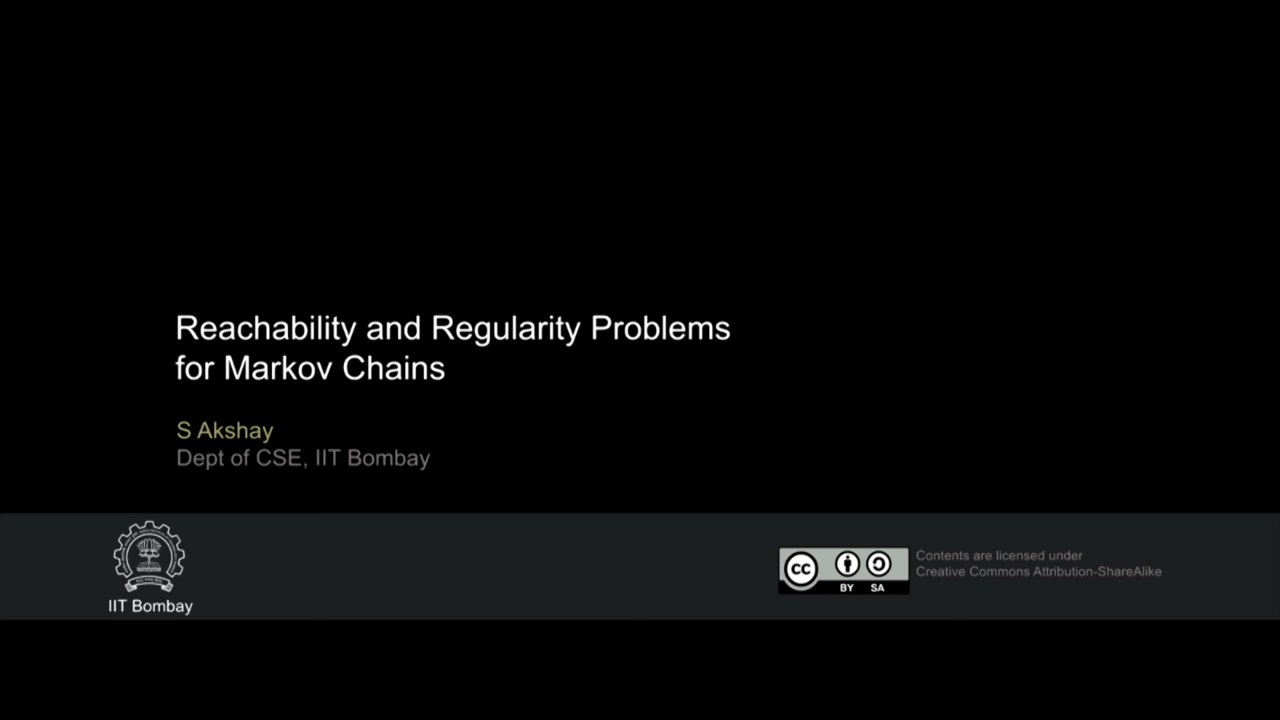 Reachability and Regularity Problems
for Markov Chains
S Akshay
Dept of CSE, IIT Bombay
IIT Bombay
cc
BY SA
Contents are licensed under
Creative Commons Attribution-ShareAlike